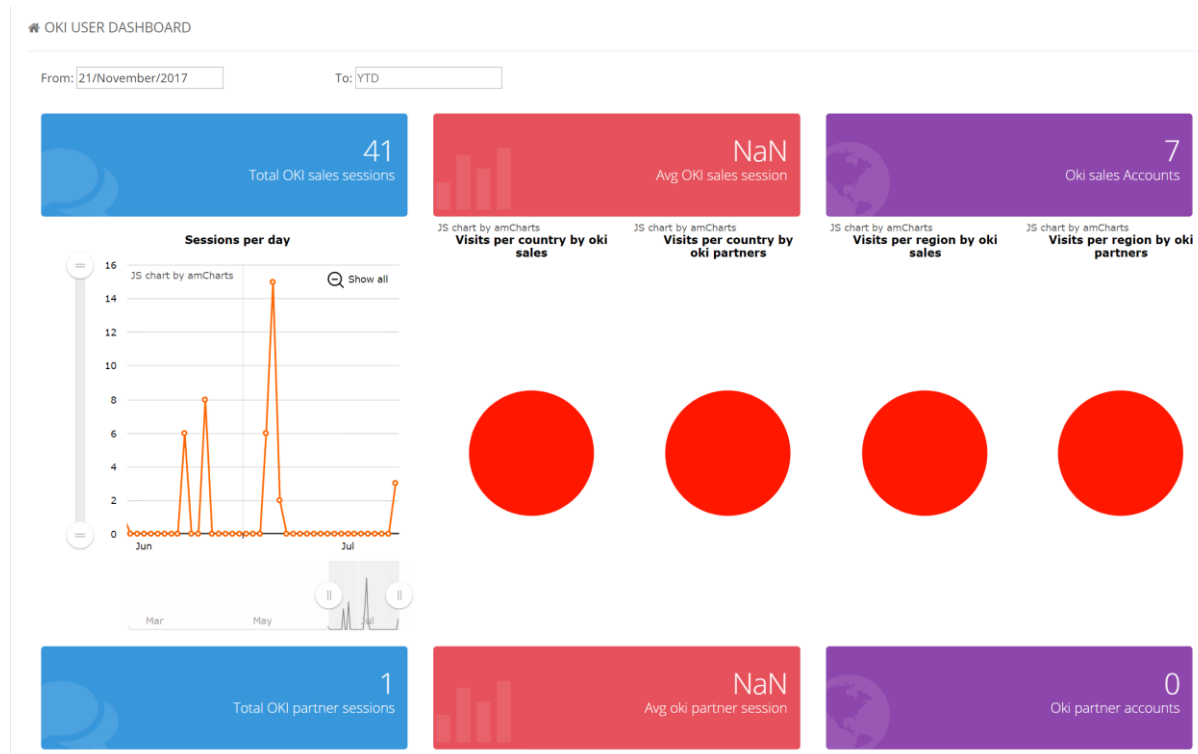 OKI USER DASHBOARD
From: 21/November/2017 To: YTD
41
Total OKI sales sessions
NaN
Avg OKI sales session
7
Oki sales Accounts
Sessions per day
JS chart by amCharts
Show all
16
14
12
10
8
6
4
2
0
Jun Jul
Mar May Jul
JS chart by amCharts
Visits per country by oki
sales
JS chart by amCharts
Visits per country by
oki partners
JS chart by amCharts
Visits per region by oki
sales
JS chart by amCharts
Visits per region by oki
partners
1
Total OKI partner sessions
NaN
Avg oki partner session
0
Oki partner accounts